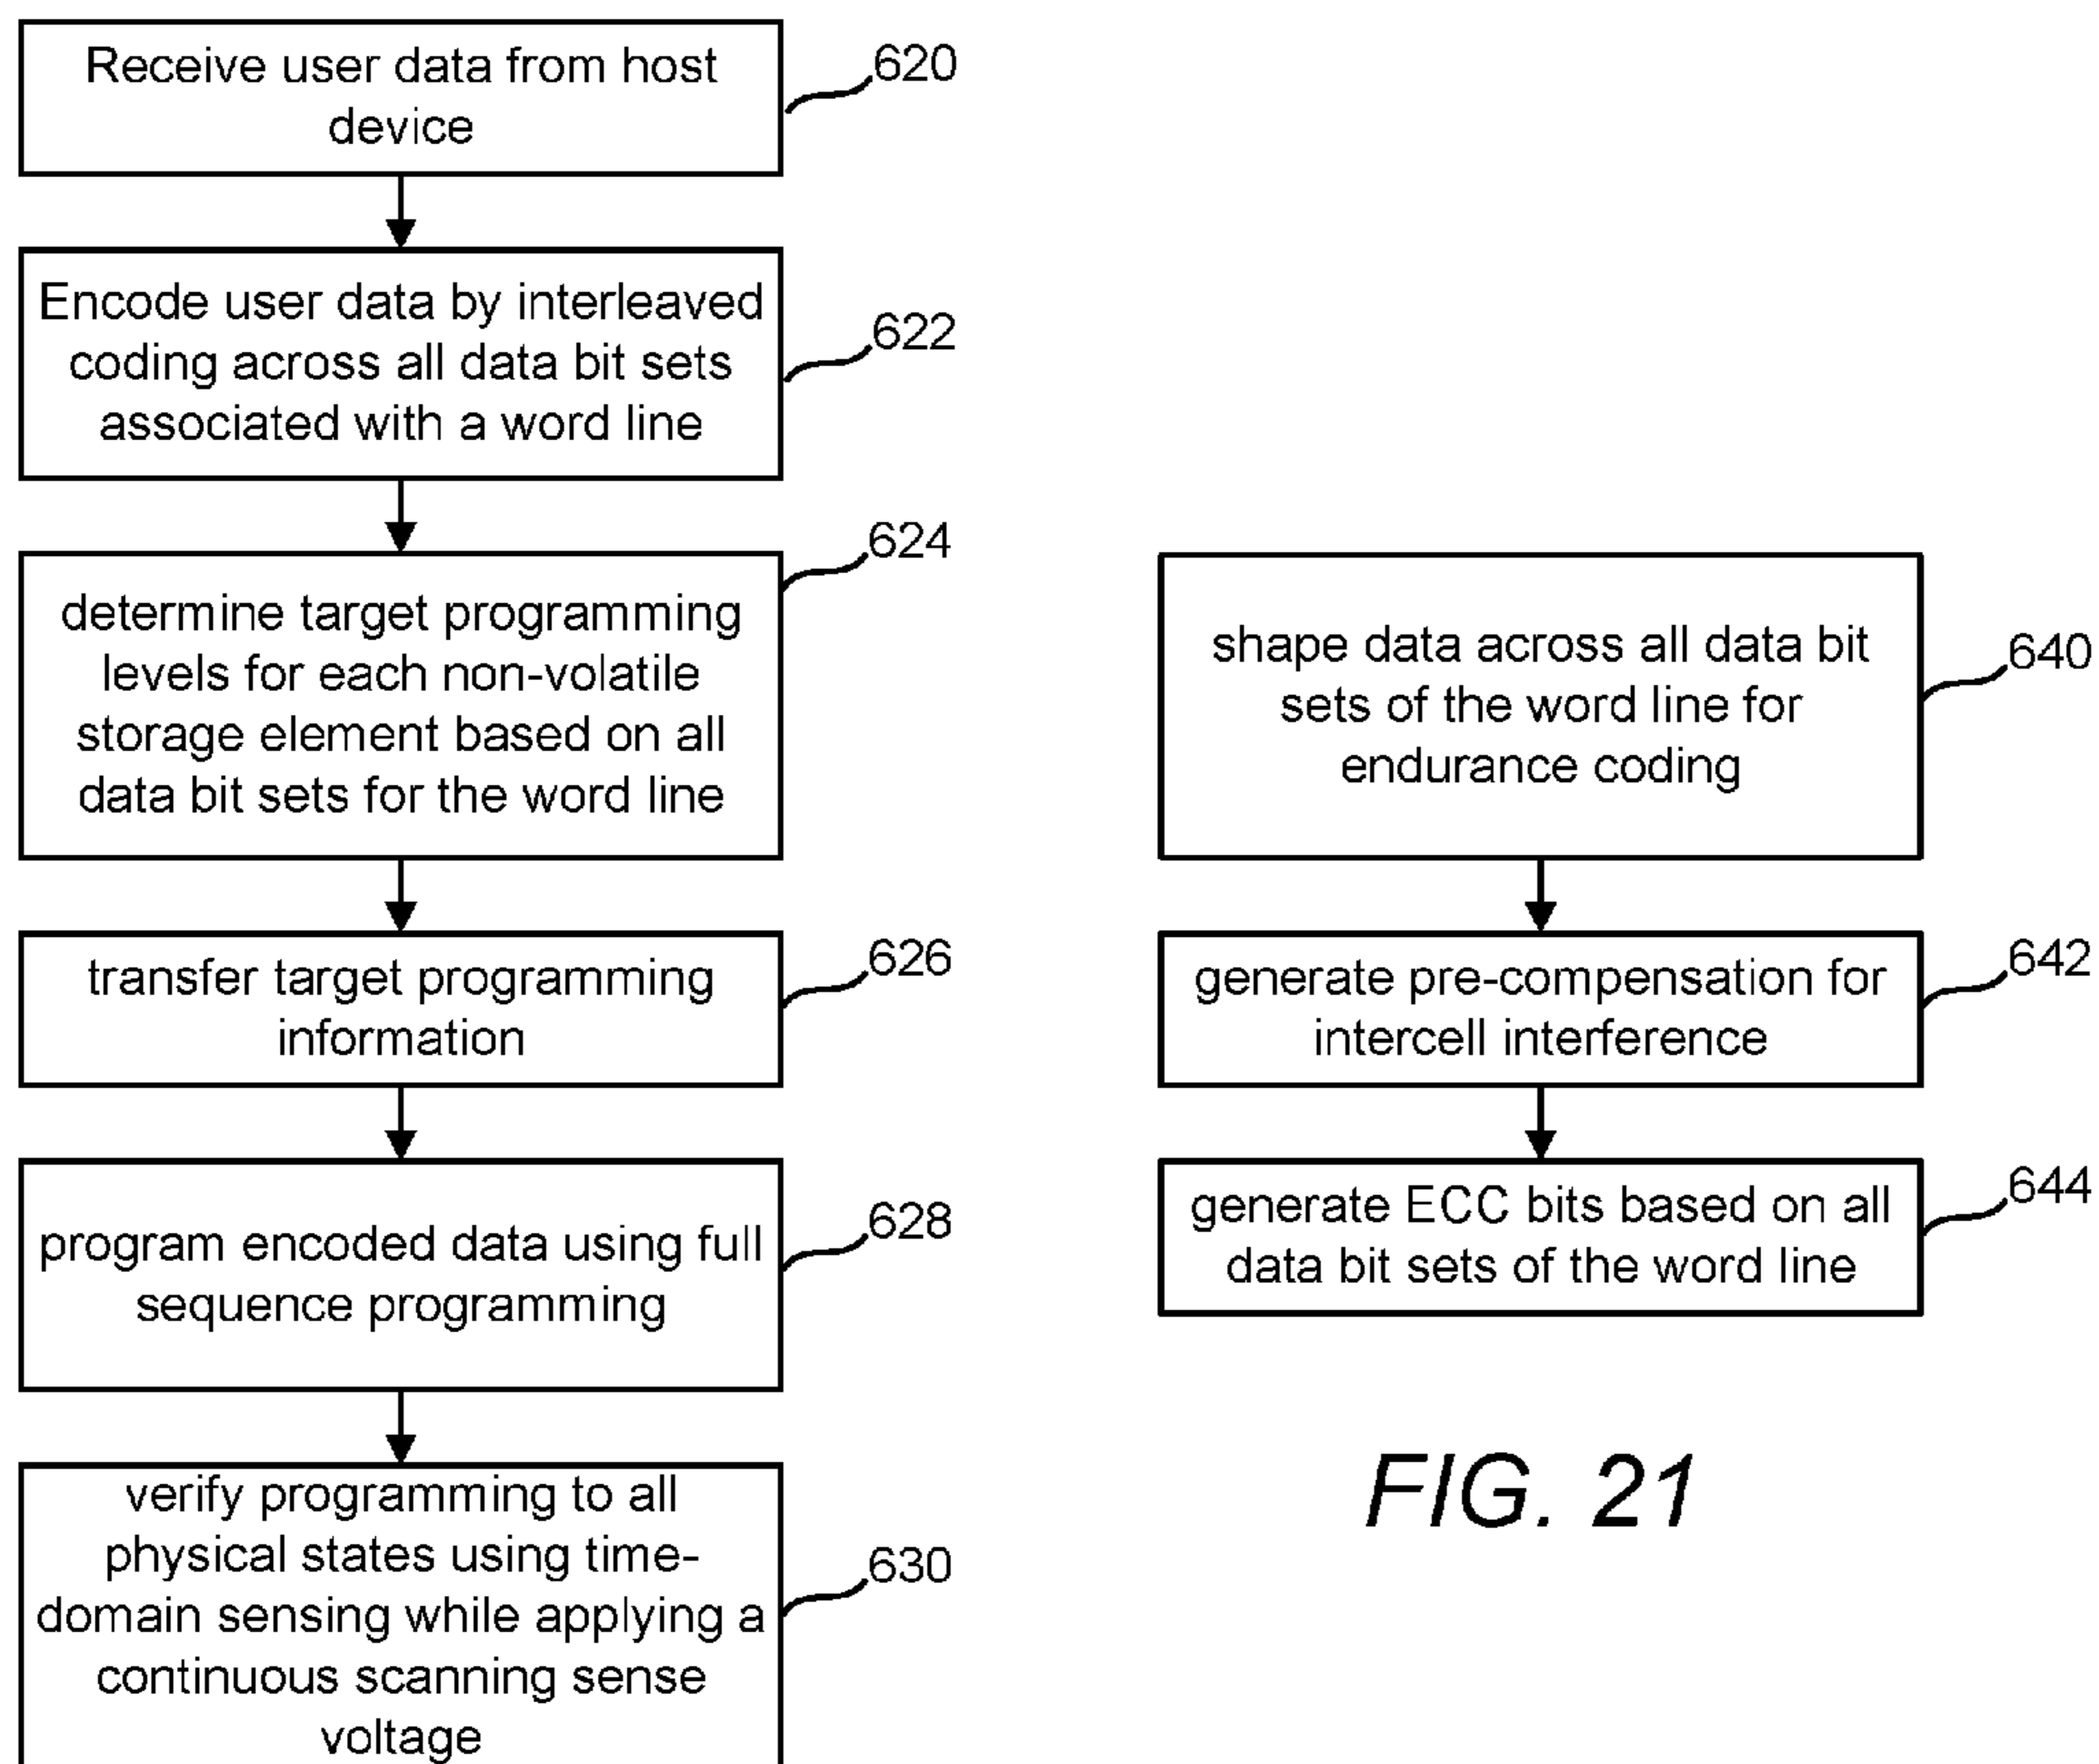 Receive user data from host
device
620
Encode user data by interleaved
coding across all data bit sets
associated with a word line
622
determine target programming
levels for each non-volatile
storage element based on all
data bit sets for the word line
624
transfer target programming
information
626
program encoded data using full
sequence programming
628
verify programming to all
physical states using time-
domain sensing while applying a
continuous scanning sense
voltage
630
shape data across all data bit
sets of the word line for
endurance coding
640
generate pre-compensation for
intercell interference
642
generate ECC bits based on all
data bit sets of the word line
644
FIG. 21